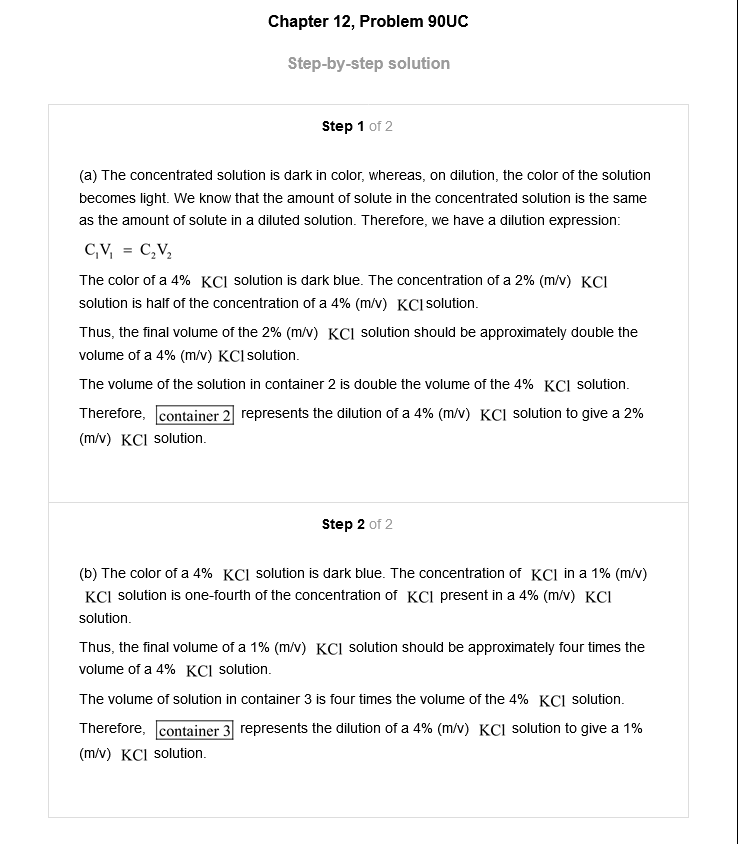 Chapter 12, Problem 90UC
Step-by-step solution
Step 1 of 2
(a) The concentrated solution is dark in color, whereas, on dilution, the color of the solution
becomes light. We know that the amount of solute in the concentrated solution is the same
as the amount of solute in a diluted solution. Therefore, we have a dilution expression:
C₁V₁ = C₂V₂
The color of a 4% KCl solution is dark blue. The concentration of a 2% (m/v) KCl
solution is half of the concentration of a 4% (m/v) KCl solution.
Thus, the final volume of the 2% (m/v) KCl solution should be approximately double the
volume of a 4% (m/v) KCl solution.
The volume of the solution in container 2 is double the volume of the 4% KCl solution.
Therefore, container 2 represents the dilution of a 4% (m/v) KCl solution to give a 2%
(m/v) KCl solution.
Step 2 of 2
(b) The color of a 4% KCl solution is dark blue. The concentration of KCl in a 1% (m/v)
KCl solution is one-fourth of the concentration of KCl present in a 4% (m/v) KCl
solution.
Thus, the final volume of a 1% (m/v) KCl solution should be approximately four times the
volume of a 4% KCl solution.
The volume of solution in container 3 is four times the volume of the 4% KCl solution.
Therefore, container 3 represents the dilution of a 4% (m/v) KCl solution to give a 1%
(m/v) KCl solution.